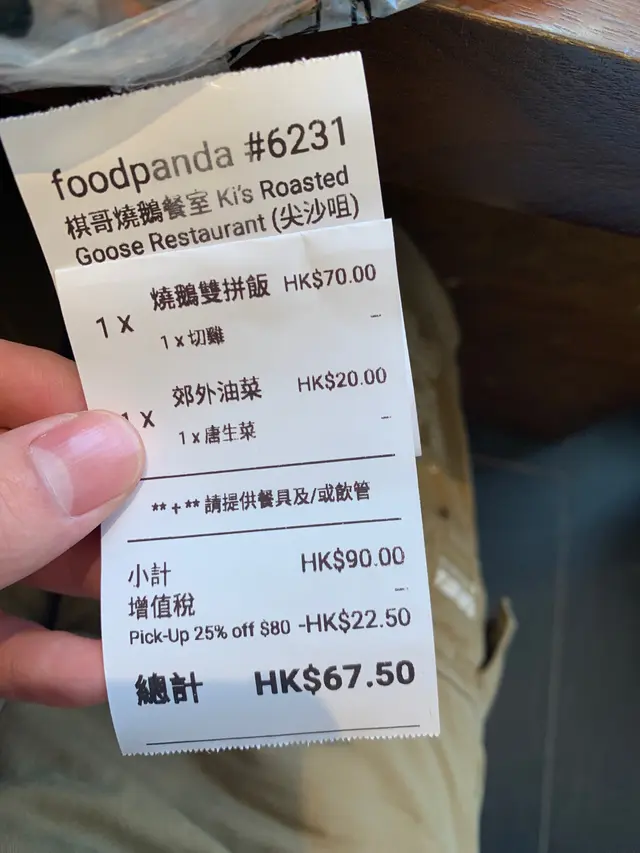 foodpanda #6231
棋哥燒鵝餐室 Ki's Roasted
Goose Restaurant (尖沙咀)
1 x 燒鵝雙拼飯 HK$70.00
1 x 切雞 –
1 x 郊外油菜 HK$20.00
1 x 唐生菜 –
** + ** 請提供餐具及/或飲管
小計 HK$90.00
增值稅 –
Pick-Up 25% off $80 -HK$22.50
總計 HK$67.50